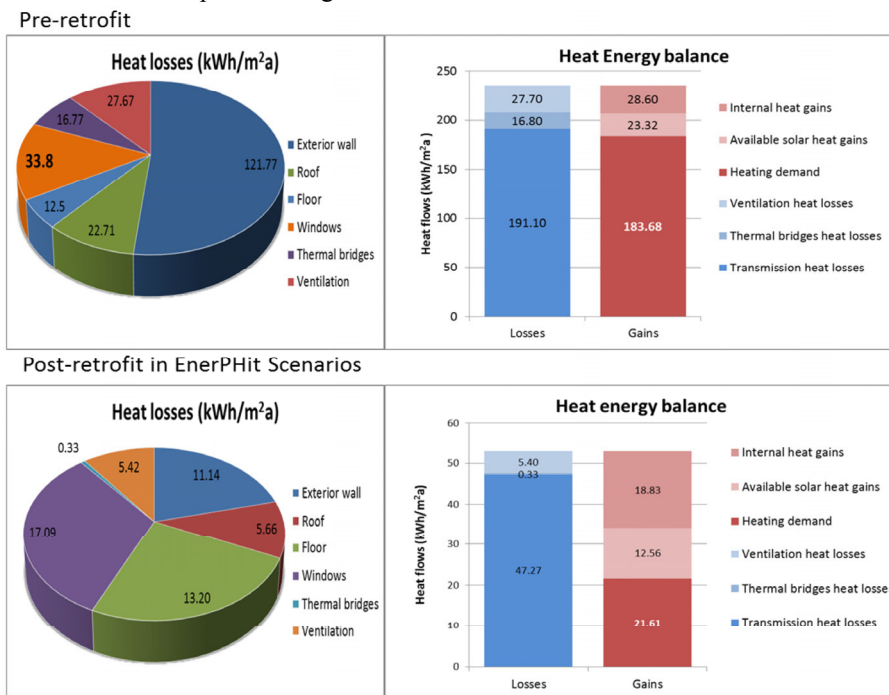 Pre-retrofit
Heat losses (kWh/m²a)
27.67
16.77
33.8
12.5
22.71
121.77
Exterior wall
Roof
Floor
Windows
Thermal bridges
Ventilation
Heat Energy balance
Heat flows (kWh/m²a)
250
200
150
100
50
0
27.70
16.80
191.10
28.60
23.32
183.68
Losses
Gains
Internal heat gains
Available solar heat gains
Heating demand
Ventilation heat losses
Thermal bridges heat losses
Transmission heat losses
Post-retrofit in EnerPHit Scenarios
Heat losses (kWh/m²a)
0.33
5.42
11.14
5.66
17.09
13.20
Exterior wall
Roof
Floor
Windows
Thermal bridges
Ventilation
Heat energy balance
Heat flows (kWh/m²a)
60
50
40
30
20
10
0
5.40
0.33
47.27
18.83
12.56
21.61
Losses
Gains
Internal heat gains
Available solar heat gains
Heating demand
Ventilation heat losses
Thermal bridges heat losses
Transmission heat losses